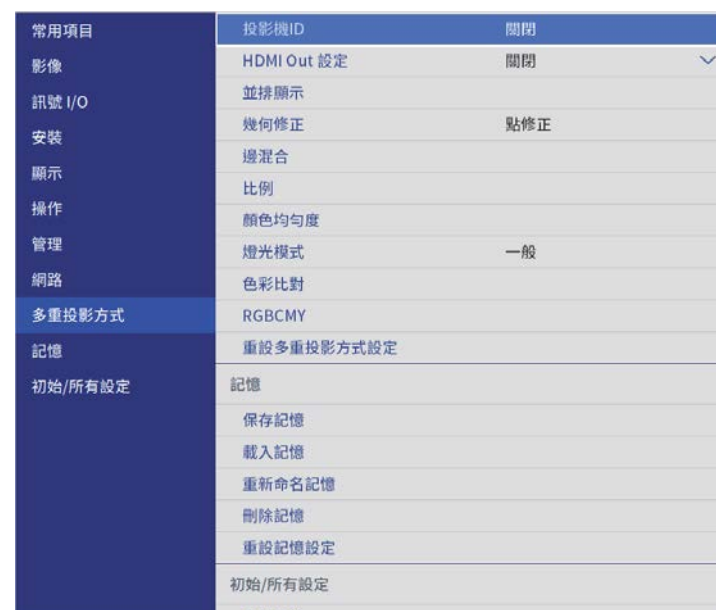 常用項目
影像
訊號 I/O
安裝
顯示
操作
管理
網路
多重投影方式
記憶
初始/所有設定
投影機ID 關閉
HDMI Out 設定 關閉
並排顯示
幾何修正 點修正
邊混合
比例
顏色均勻度
燈光模式 一般
色彩比對
RGBCMY
重設多重投影方式設定
記憶
保存記憶
載入記憶
重新命名記憶
刪除記憶
重設記憶設定
初始/所有設定